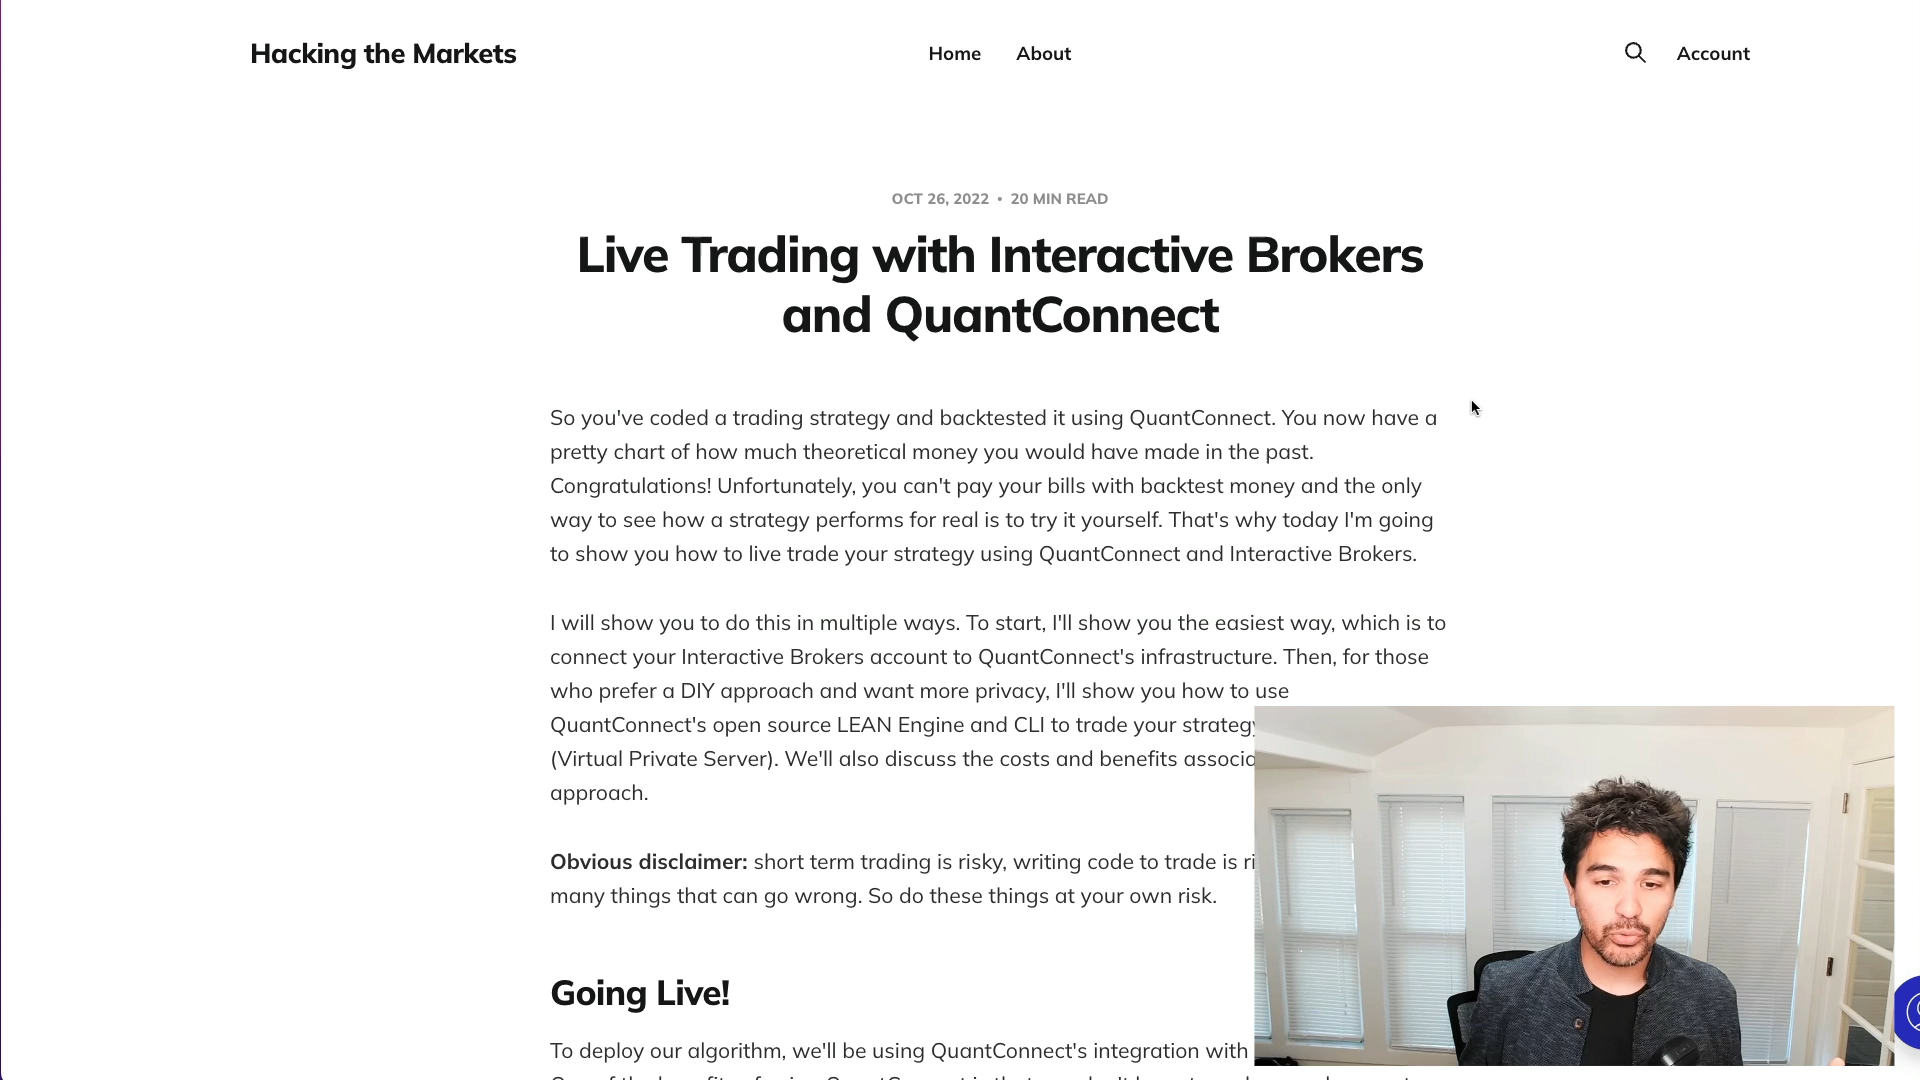 Hacking the Markets
Home
About
Account
OCT 26, 2022 • 20 MIN READ
Live Trading with Interactive Brokers
and QuantConnect
So you've coded a trading strategy and backtested it using QuantConnect. You now have a
pretty chart of how much theoretical money you would have made in the past.
Congratulations! Unfortunately, you can't pay your bills with backtest money and the only
way to see how a strategy performs for real is to try it yourself. That's why today I'm going
to show you how to live trade your strategy using QuantConnect and Interactive Brokers.
I will show you to do this in multiple ways. To start, I'll show you the easiest way, which is to
connect your Interactive Brokers account to QuantConnect's infrastructure. Then, for those
who prefer a DIY approach and want more privacy, I'll show you how to use
QuantConnect's open source LEAN Engine and CLI to trade your strategy
(Virtual Private Server). We'll also discuss the costs and benefits
approach.
Obvious disclaimer: short term trading is risky, writing code to trade is
many things that can go wrong. So do these things at your own risk.
Going Live!
To deploy our algorithm, we'll be using QuantConnect's integration with